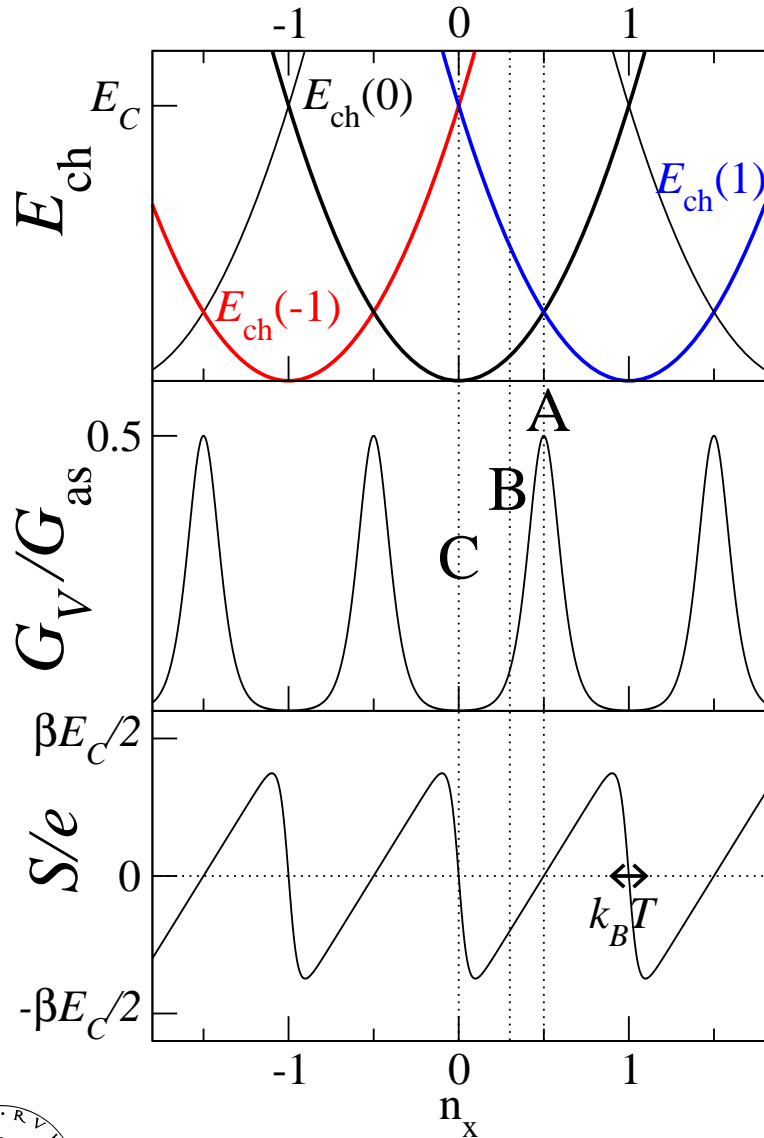 -1 0 1
E_ch
E_C
E_ch(0)
E_ch(1)
E_ch(-1)
G_V/G_as
0.5
A
B
C
S/e
βE_C/2
0
k_BT
-βE_C/2
-1 0 1
n_x
R V